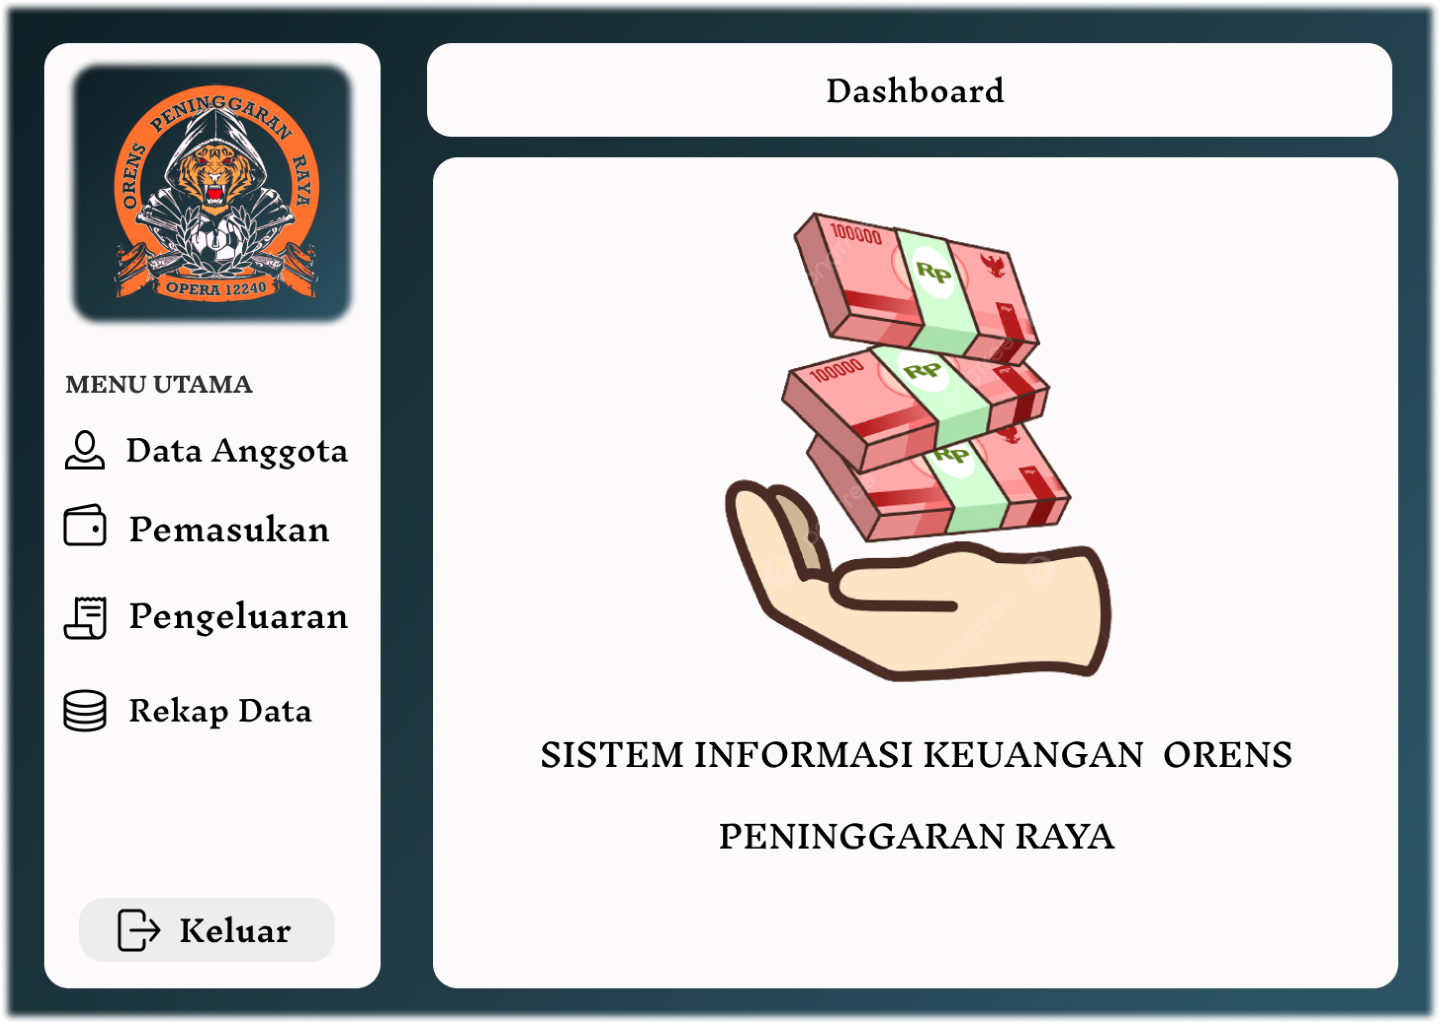 ORENS PENINGGARAN RAYA
OPERA 12240
MENU UTAMA
Data Anggota
Pemasukan
Pengeluaran
Rekap Data
Keluar
Dashboard
100000
Rp
100000
Rp
Rp
SISTEM INFORMASI KEUANGAN ORENS
PENINGGARAN RAYA